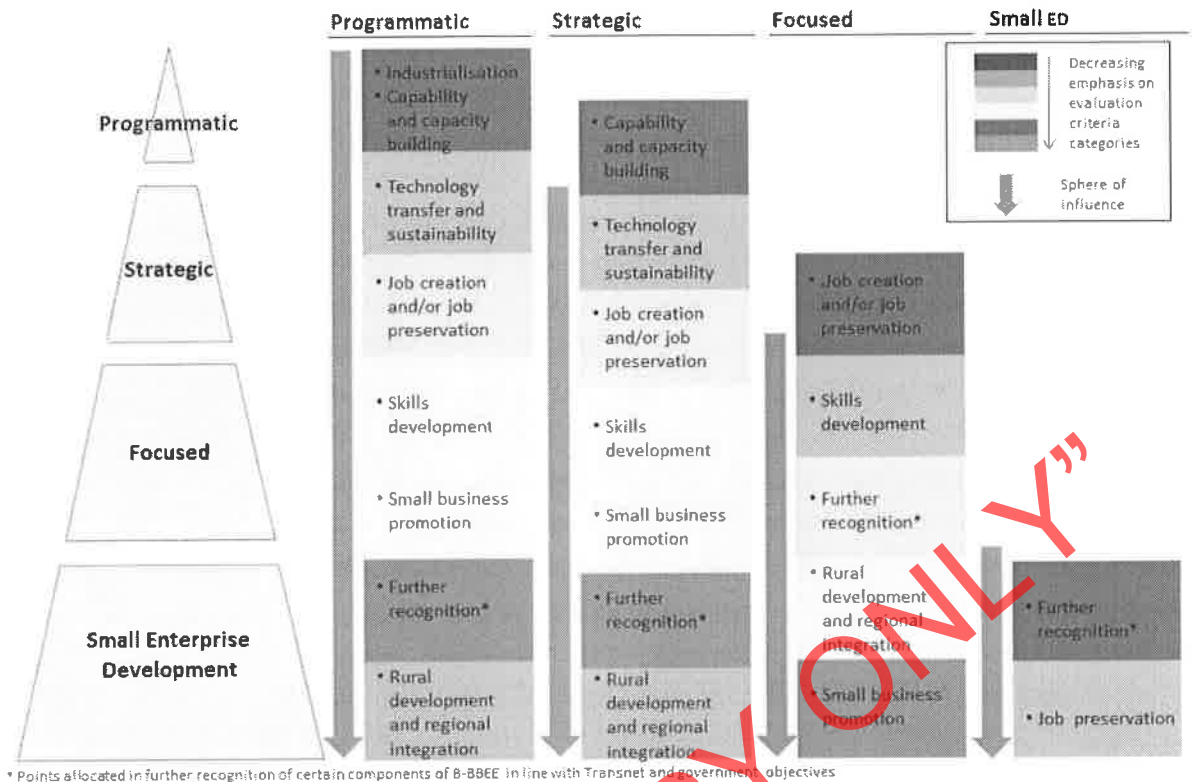 Programmatic
Strategic
Focused
Small ED
Programmatic
Strategic
Focused
Small Enterprise
Development
• Industrialisation
• Capability
and capacity
building
• Technology
transfer and
sustainability
• Job creation
and/or job
preservation
• Skills
development
• Small business
promotion
• Further
recognition*
• Rural
development
and regional
integration
• Capability
and capacity
building
• Technology
transfer and
sustainability
• Job creation
and/or job
preservation
• Skills
development
• Small business
promotion
• Further
recognition*
• Rural
development
and regional
integration
• Job creation
and/or job
preservation
• Skills
development
• Further
recognition*
• Rural
development
and regional
integration
• Small business
promotion
• Further
recognition*
• Job preservation
Decreasing
emphasis on
evaluation
criteria
categories
Sphere of
influence
ONLY”
* Points allocated in further recognition of certain components of B-BBEE in line with Transnet and government objectives